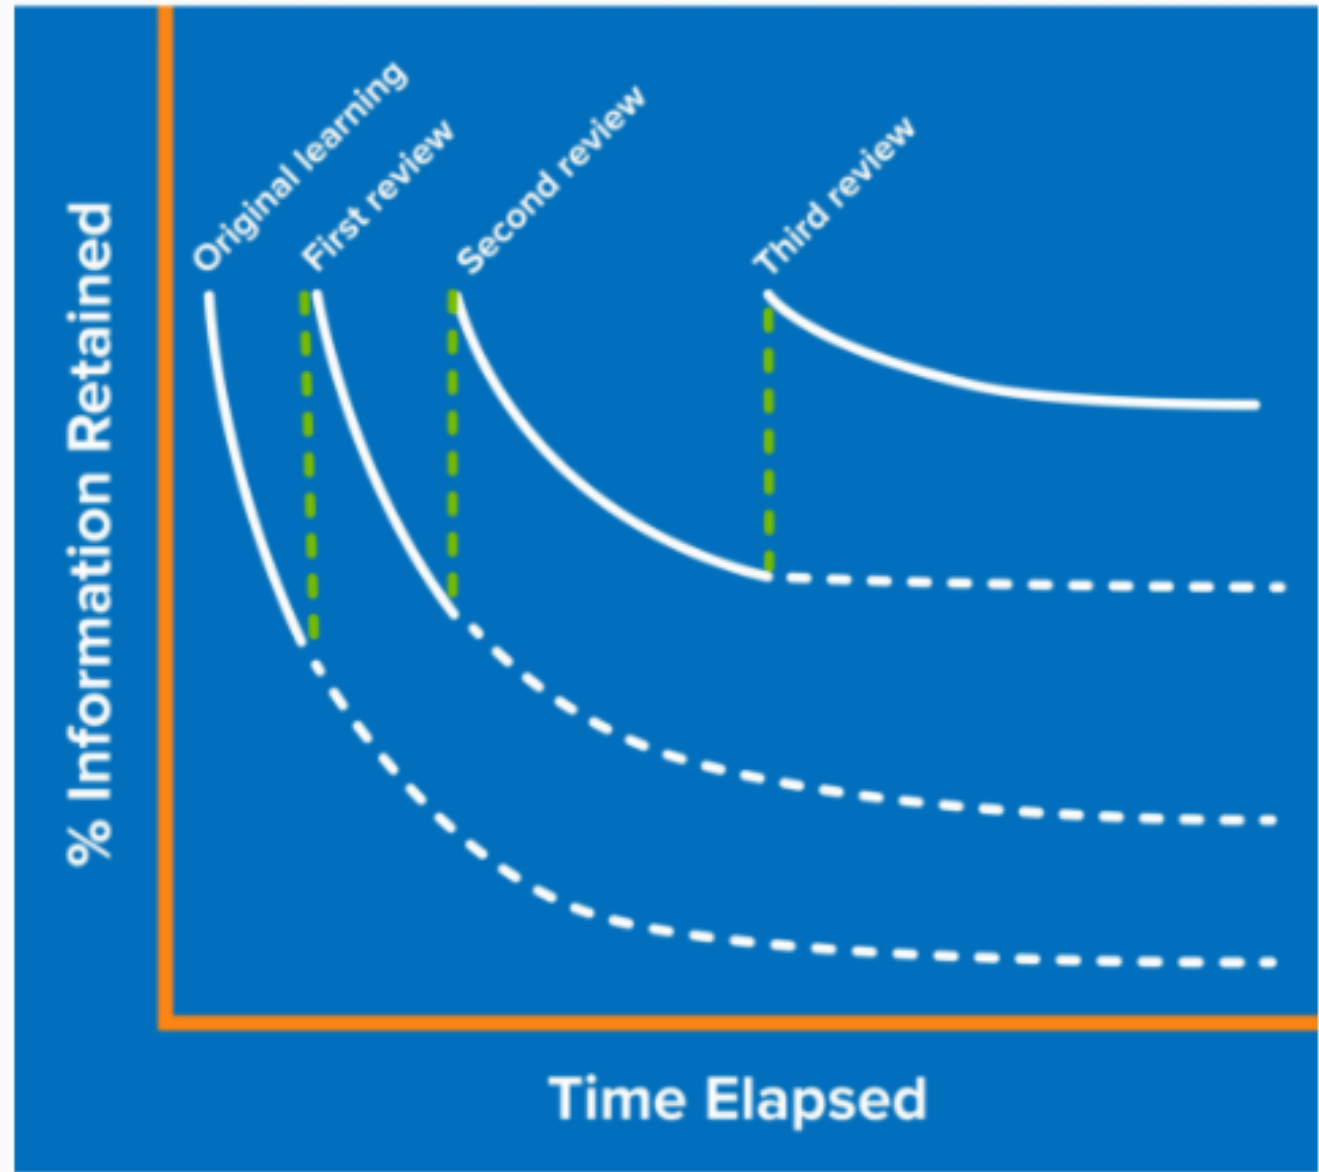 Original learning
First review
Second review
Third review
% Information Retained
Time Elapsed